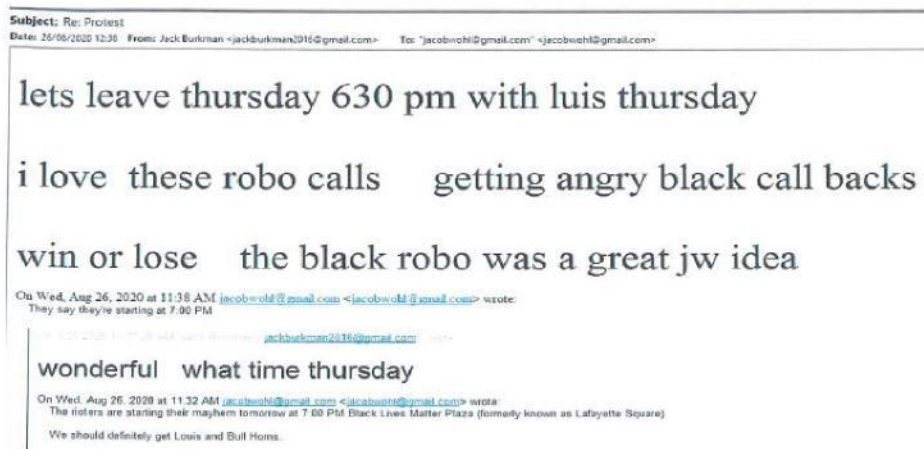 Subject: Re: Protest
Date: 26/08/2020 12:38 From: Jack Burkman <jackburkman2016@gmail.com> To: "jacobwohl@gmail.com" <jacobwohl@gmail.com>
lets leave thursday 630 pm with luis thursday
i love these robo calls getting angry black call backs
win or lose the black robo was a great jw idea
On Wed, Aug 26, 2020 at 11:38 AM jacobwohl@gmail.com <jacobwohl@gmail.com> wrote:
They say they're starting at 7:00 PM
jackburkman2016@gmail.com
wonderful what time thursday
On Wed, Aug 26, 2020 at 11:32 AM jacobwohl@gmail.com <jacobwohl@gmail.com> wrote:
The rioters are starting their mayhem tomorrow at 7:00 PM Black Lives Matter Plaza (formerly known as Lafayette Square)
We should definitely get Louis and Bull Horns.